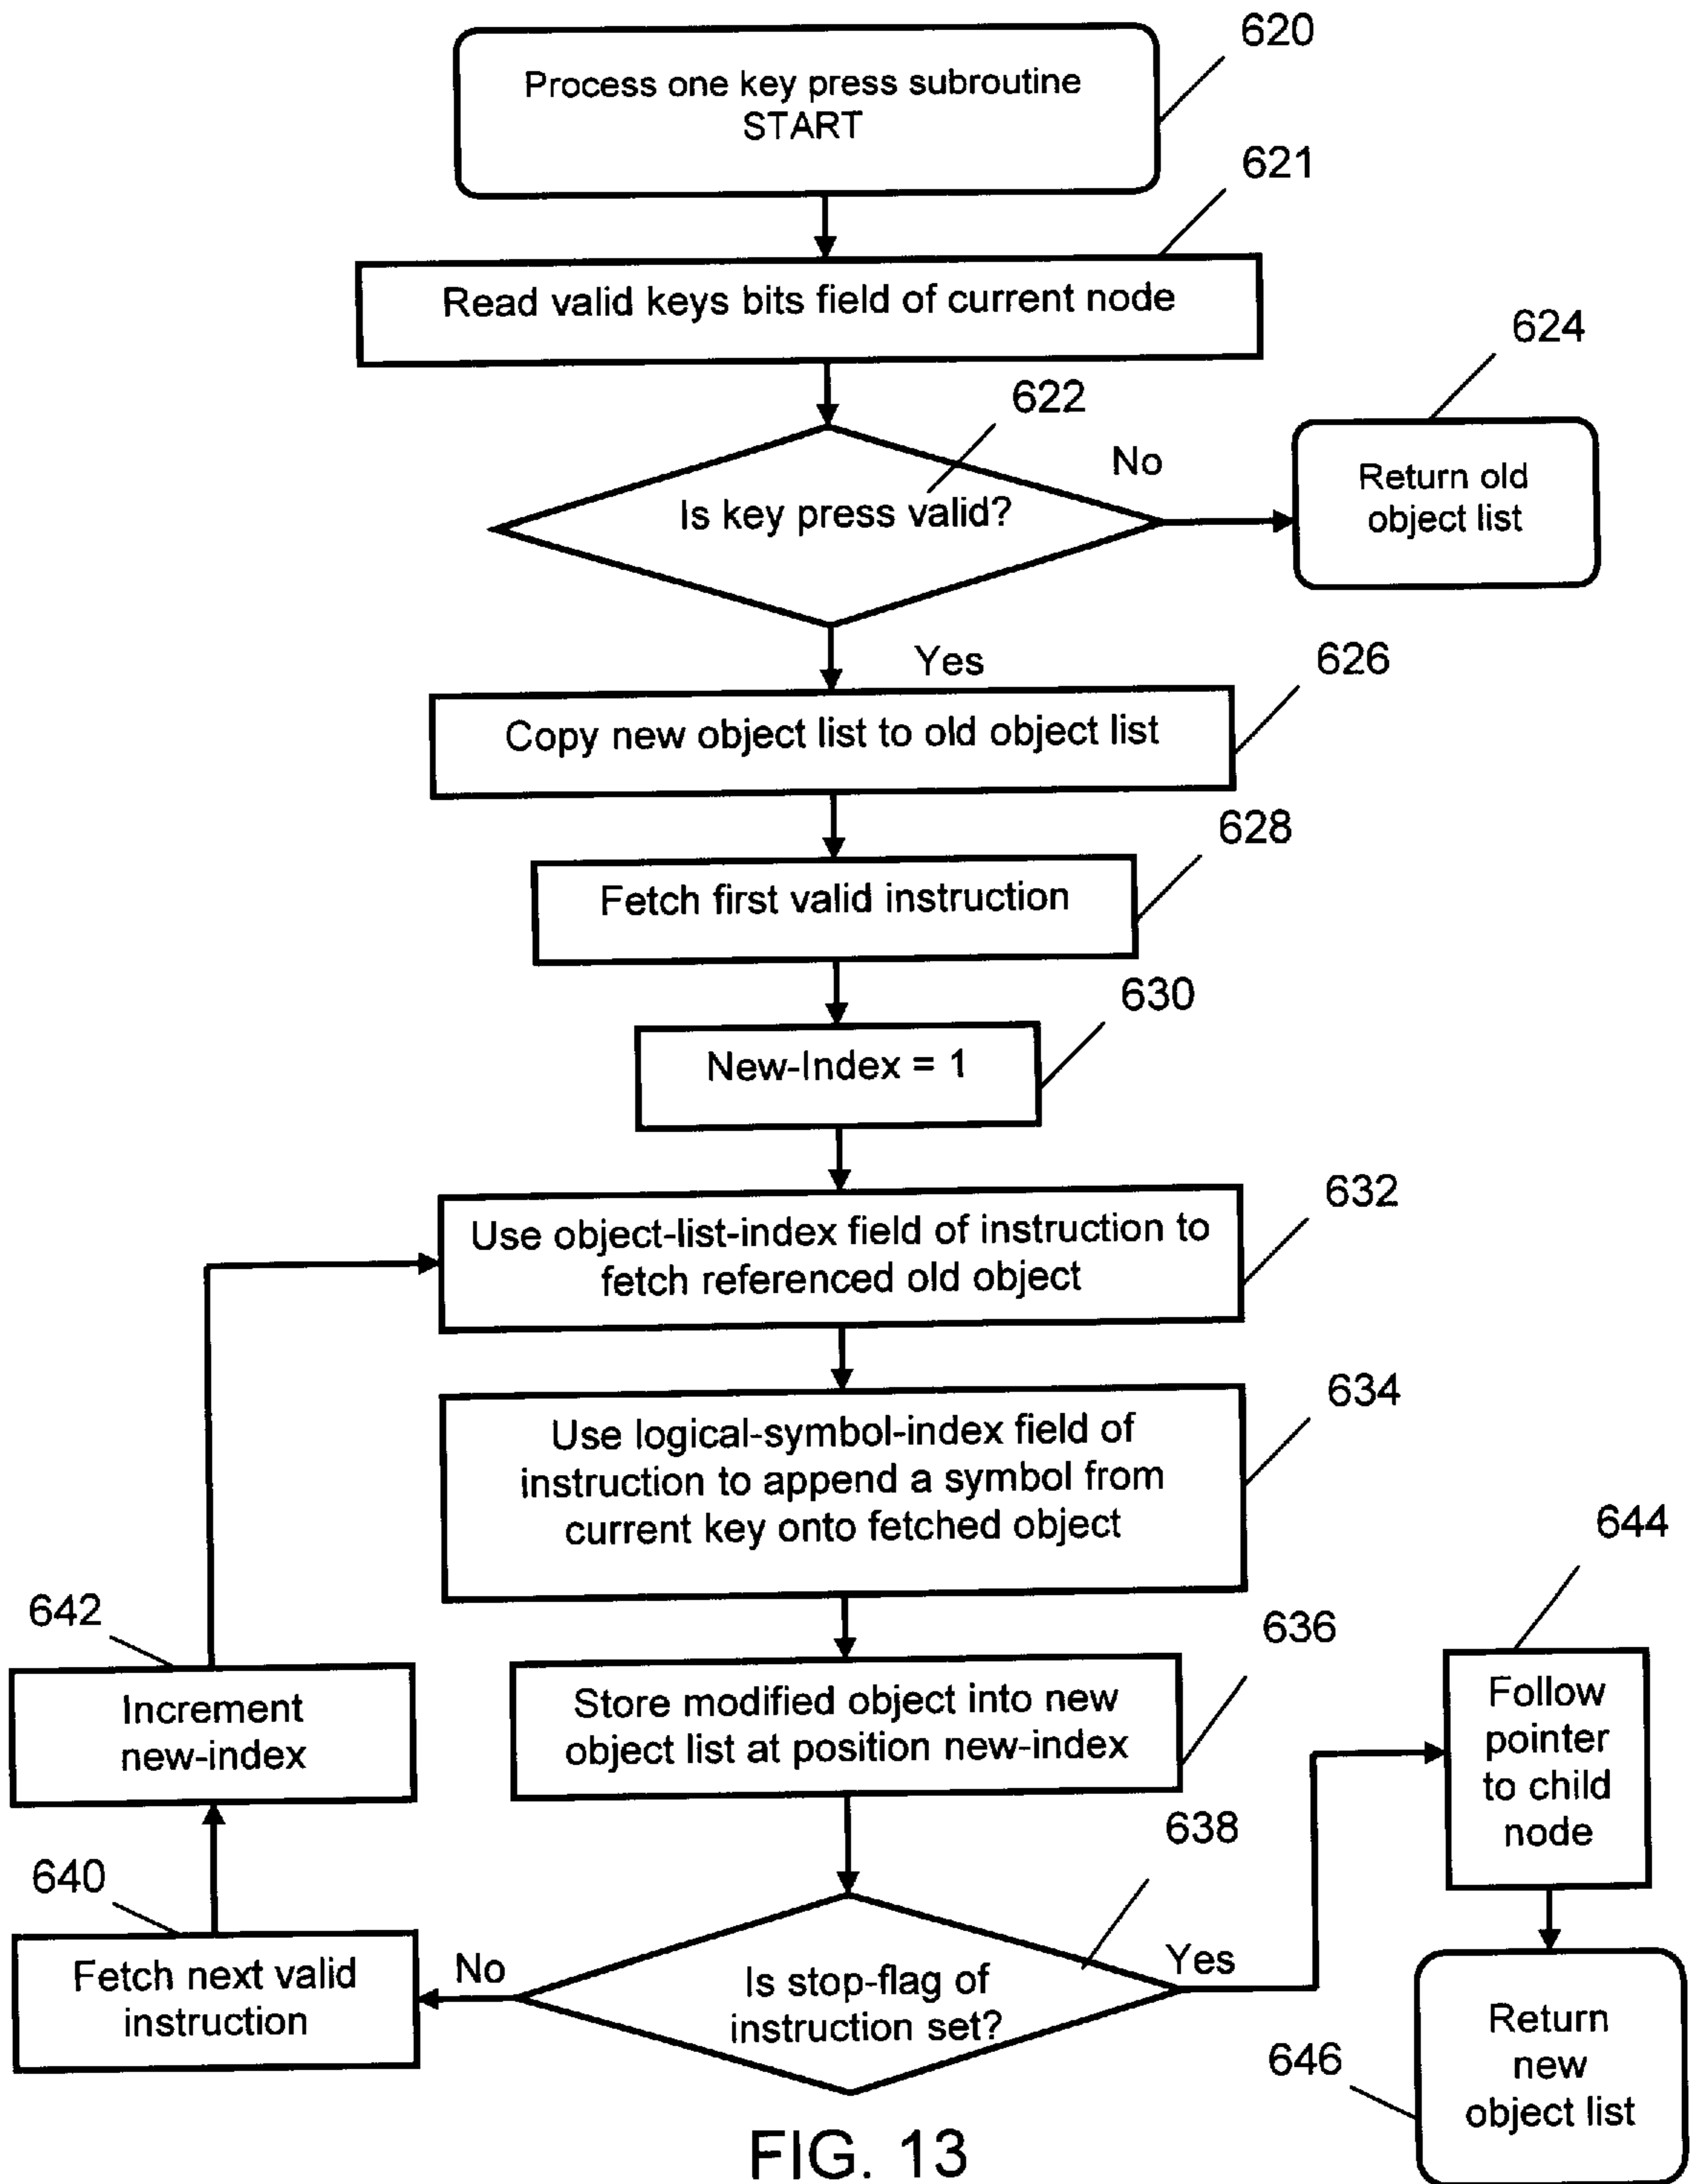 620
Process one key press subroutine
START
621
Read valid keys bits field of current node
624
622
No
Return old
object list
Is key press valid?
Yes
626
Copy new object list to old object list
628
Fetch first valid instruction
630
New-Index = 1
632
Use object-list-index field of instruction to
fetch referenced old object
634
Use logical-symbol-index field of
instruction to append a symbol from
current key onto fetched object
644
642
636
Increment
new-index
Store modified object into new
object list at position new-index
Follow
pointer
to child
node
638
640
Fetch next valid
instruction
No
Is stop-flag of
instruction set?
Yes
Return
new
object list
646
FIG. 13